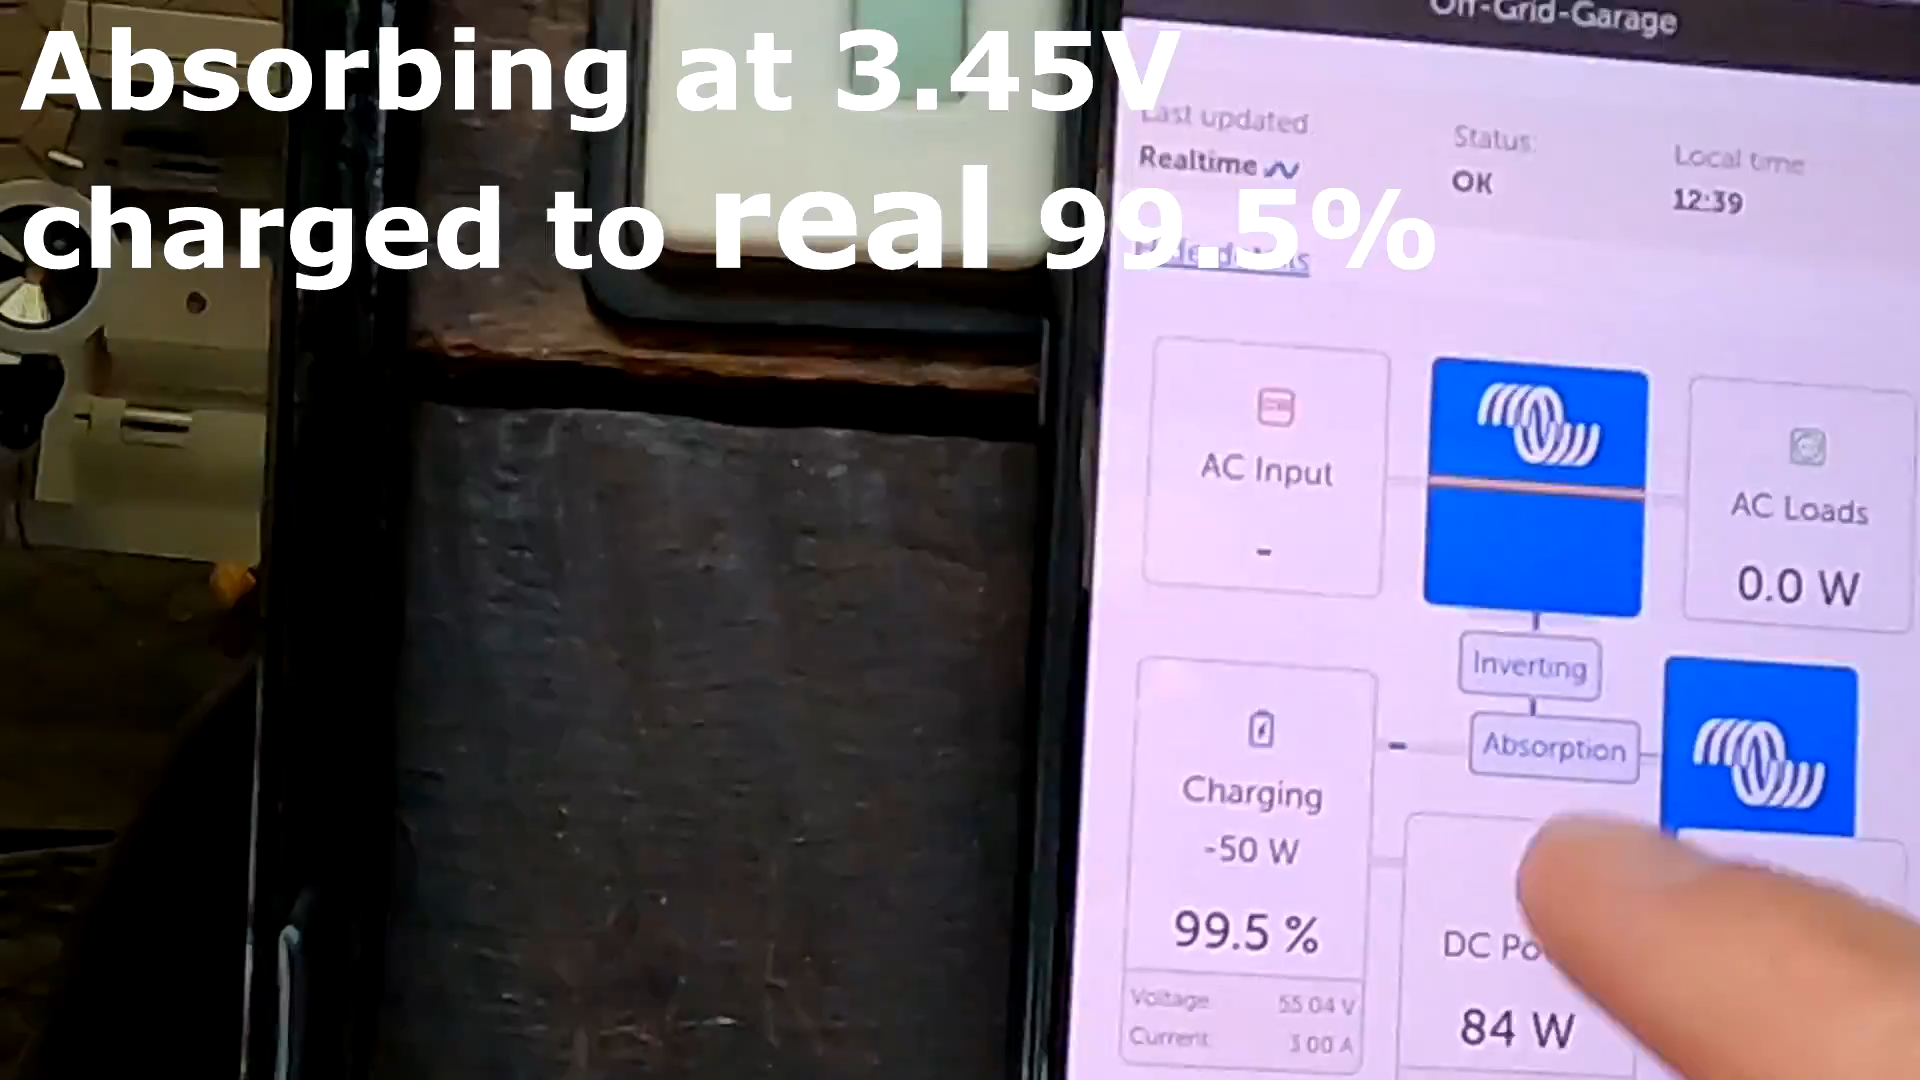 Absorbing at 3.45V
charged to real 99.5%
Off-Grid-Garage
Last updated:
Realtime
Status:
OK
Local time
12:39
AC Input
-
AC Loads
0.0 W
Inverting
Absorption
Charging
-50 W
99.5 %
Voltage: 55.04 V
Current: 3.00 A
DC Po
84 W